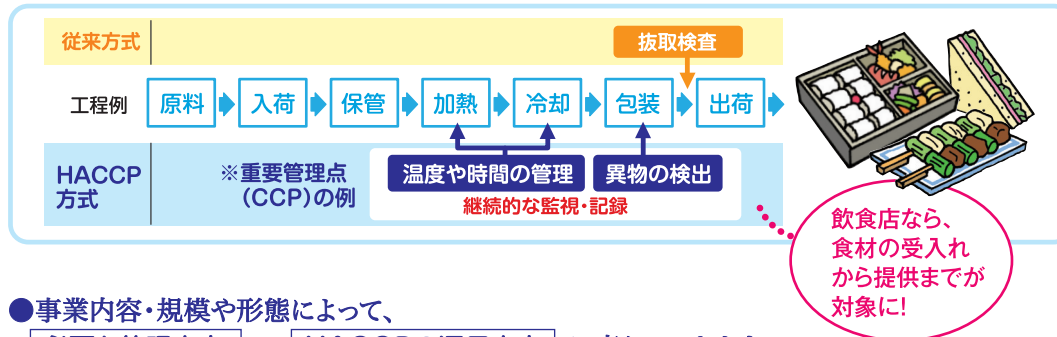 従来方式
抜取検査
工程例
原料
入荷
保管
加熱
冷却
包装
出荷
HACCP
方式
※重要管理点
(CCP)の例
温度や時間の管理
異物の検出
継続的な監視・記録
飲食店なら、
食材の受入れ
から提供までが
対象に!
●事業内容・規模や形態によって、